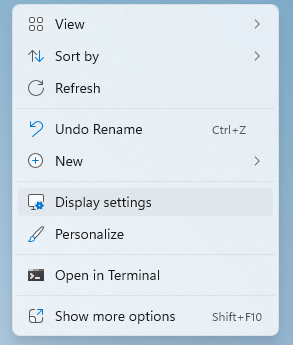 View
Sort by
Refresh
Undo Rename Ctrl+Z
New
Display settings
Personalize
Open in Terminal
Show more options Shift+F10